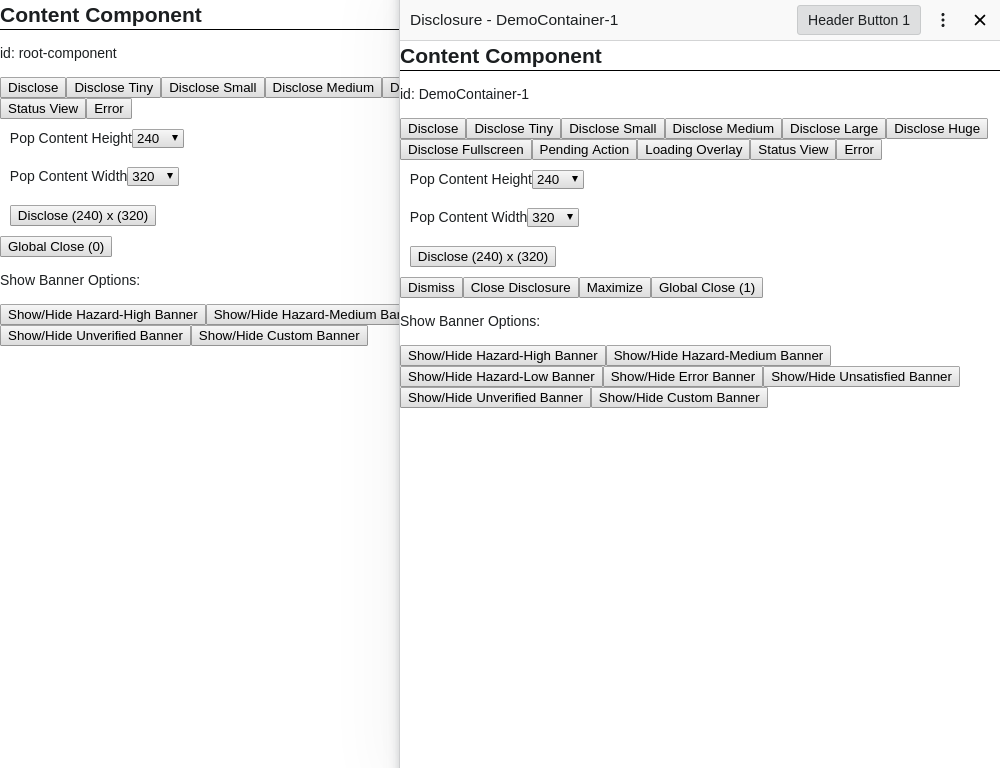 Content Component
id: root-component
Disclose Disclose Tiny Disclose Small Disclose Medium D
Status View Error
Pop Content Height 240
Pop Content Width 320
Disclose (240) x (320)
Global Close (0)
Show Banner Options:
Show/Hide Hazard-High Banner Show/Hide Hazard-Medium Ban
Show/Hide Unverified Banner Show/Hide Custom Banner
Disclosure - DemoContainer-1 Header Button 1
Content Component
id: DemoContainer-1
Disclose Disclose Tiny Disclose Small Disclose Medium Disclose Large Disclose Huge
Disclose Fullscreen Pending Action Loading Overlay Status View Error
Pop Content Height 240
Pop Content Width 320
Disclose (240) x (320)
Dismiss Close Disclosure Maximize Global Close (1)
Show Banner Options:
Show/Hide Hazard-High Banner Show/Hide Hazard-Medium Banner
Show/Hide Hazard-Low Banner Show/Hide Error Banner Show/Hide Unsatisfied Banner
Show/Hide Unverified Banner Show/Hide Custom Banner